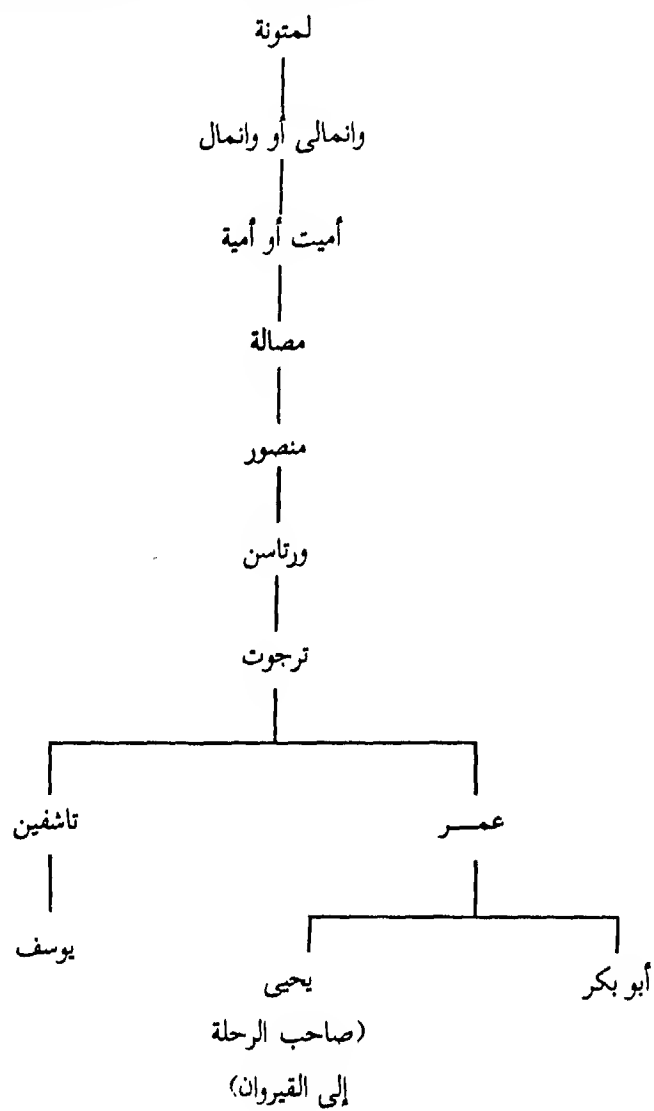 لمتونة
وانمالى أو وانمال
أميت أو أمية
مصالة
منصور
ورتاسن
ترجوت
عمـــر
تاشفين
أبو بكر
يحيى
يوسف
(صاحب الرحلة
إلى القيروان)